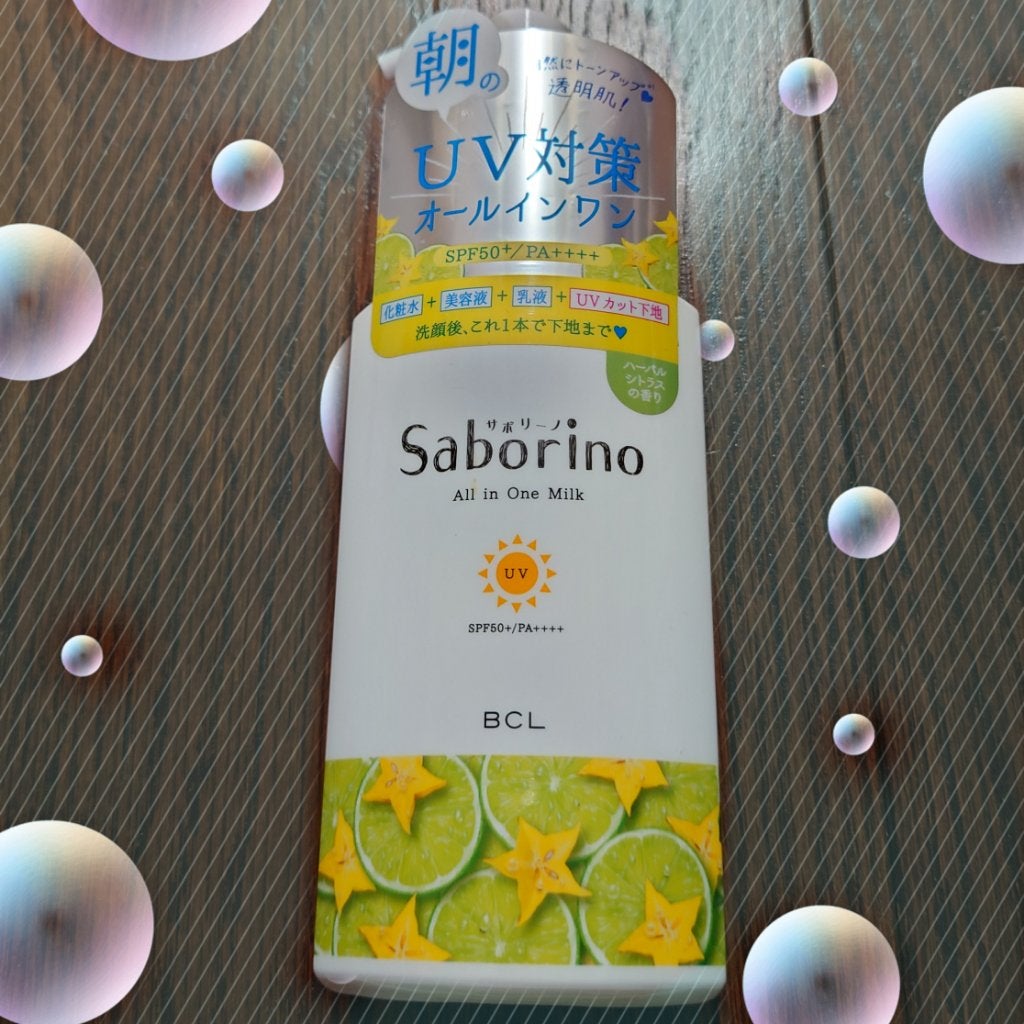 朝の
自然にトーンアップ
透明肌!
UV対策
オールインワン
SPF50+/PA++++
化粧水+美容液+乳液+UVカット下地
洗顔後、これ1本で下地まで
ハーバル
シトラス
の香り
サボリーノ
Saborino
All in One Milk
UV
SPF50+/PA++++
BCL